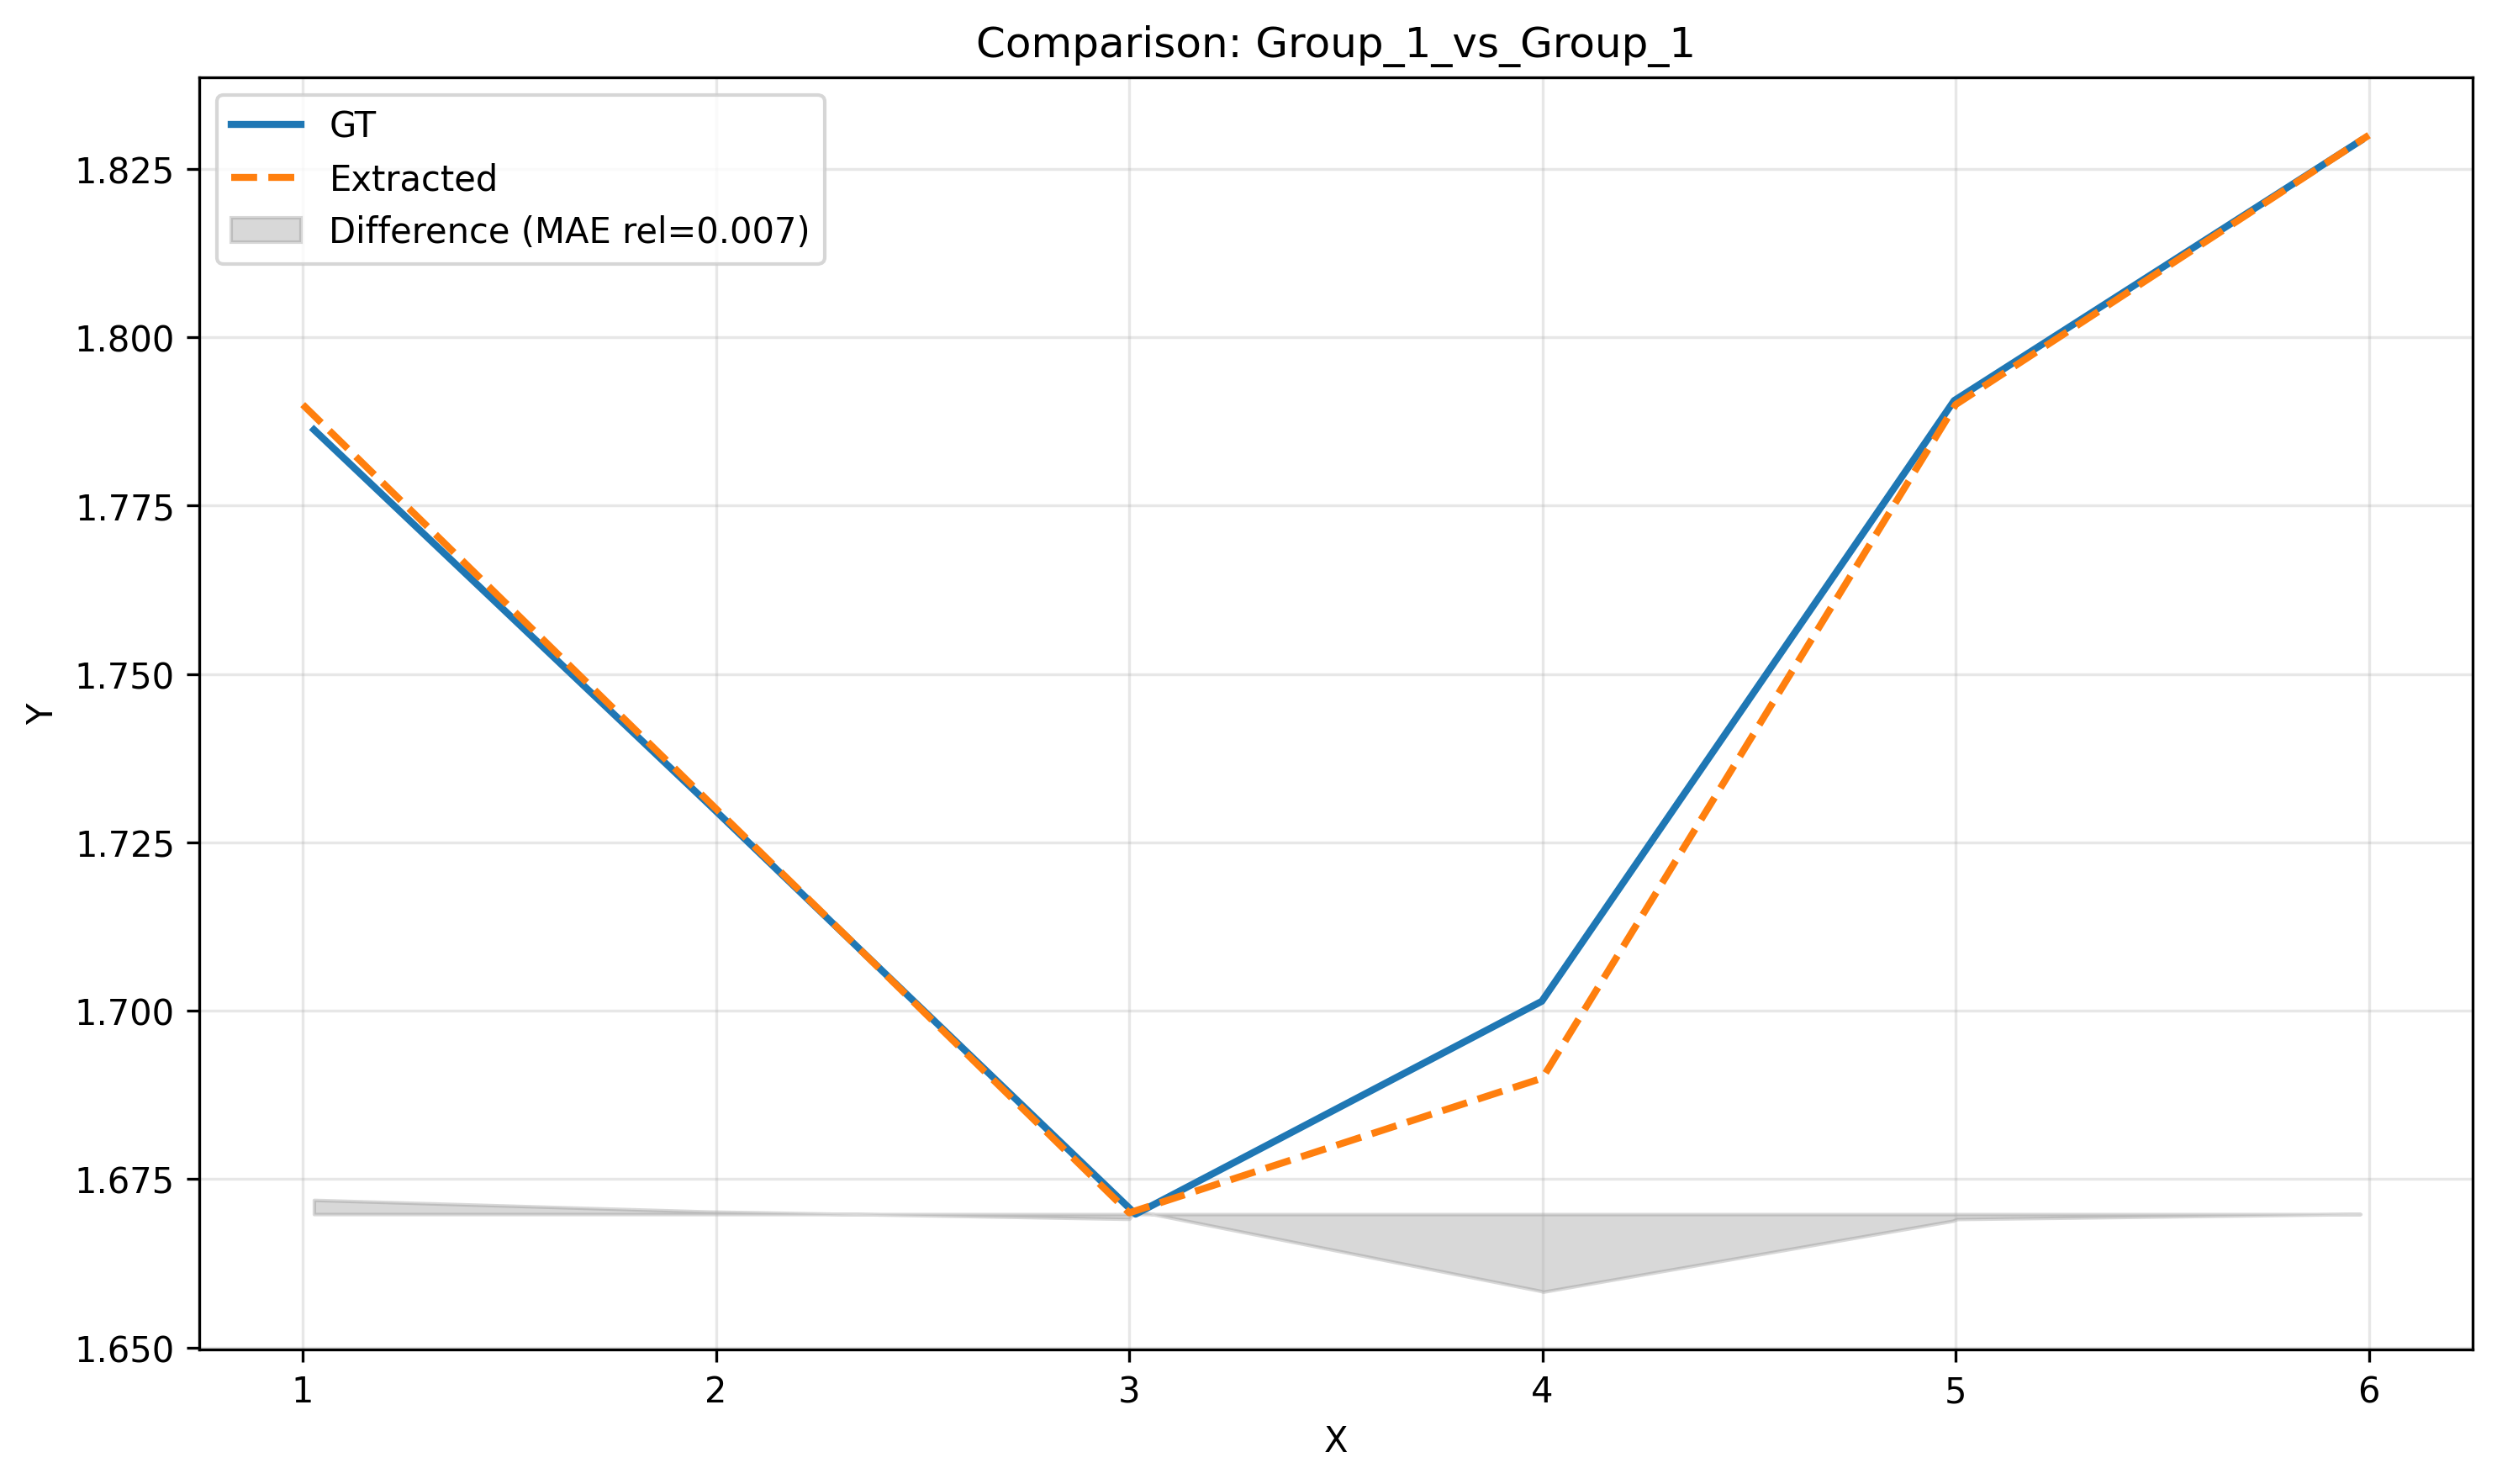 Comparison: Group_1_vs_Group_1
GT
Extracted
Difference (MAE rel=0.007)
1.825
1.800
1.775
1.750
1.725
1.700
1.675
1.650
Y
1 2 3 4 5 6
X